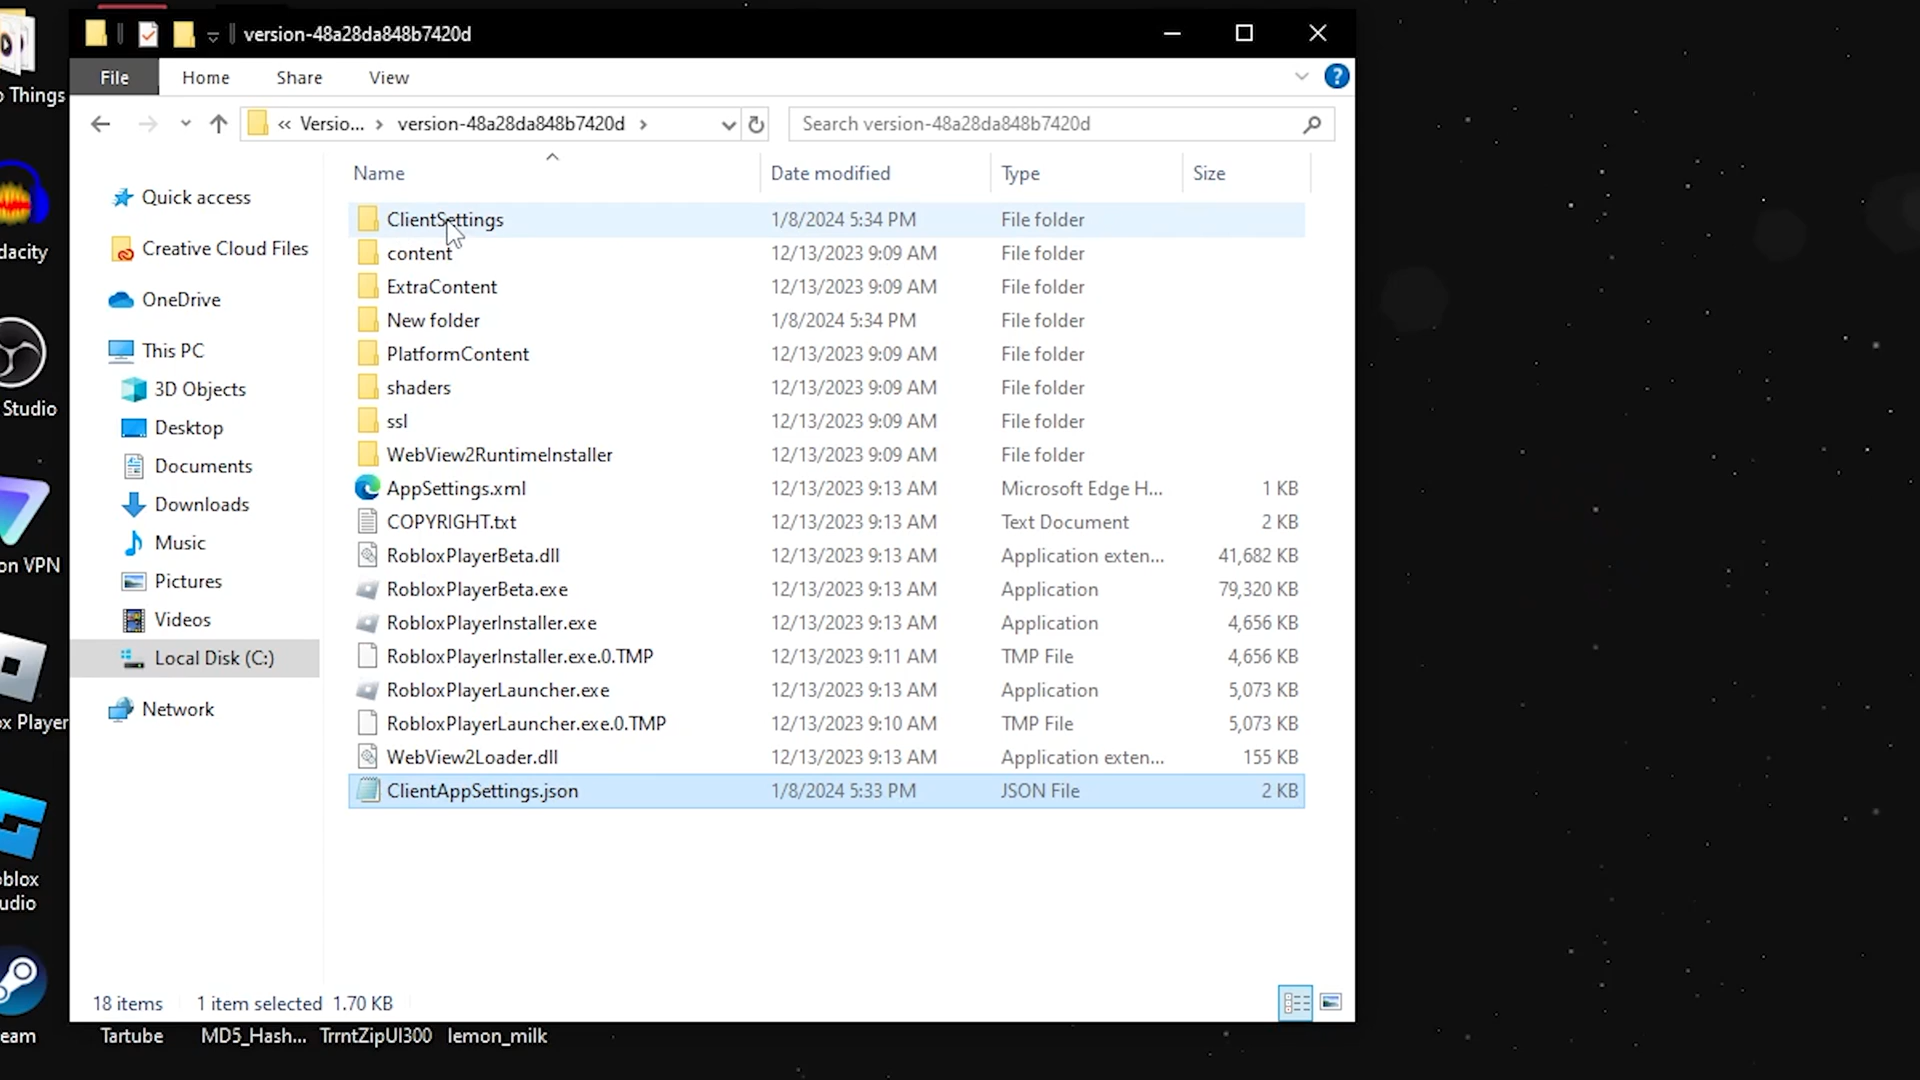 version-48a28da848b7420d
File Home Share View
« Versio... > version-48a28da848b7420d >
Search version-48a28da848b7420d
Name Date modified Type Size
Quick access
Creative Cloud Files
OneDrive
This PC
3D Objects
Desktop
Documents
Downloads
Music
Pictures
Videos
Local Disk (C:)
Network
ClientSettings 1/8/2024 5:34 PM File folder
content 12/13/2023 9:09 AM File folder
ExtraContent 12/13/2023 9:09 AM File folder
New folder 1/8/2024 5:34 PM File folder
PlatformContent 12/13/2023 9:09 AM File folder
shaders 12/13/2023 9:09 AM File folder
ssl 12/13/2023 9:09 AM File folder
WebView2RuntimeInstaller 12/13/2023 9:09 AM File folder
AppSettings.xml 12/13/2023 9:13 AM Microsoft Edge H... 1 KB
COPYRIGHT.txt 12/13/2023 9:13 AM Text Document 2 KB
RobloxPlayerBeta.dll 12/13/2023 9:13 AM Application exten... 41,682 KB
RobloxPlayerBeta.exe 12/13/2023 9:13 AM Application 79,320 KB
RobloxPlayerInstaller.exe 12/13/2023 9:13 AM Application 4,656 KB
RobloxPlayerInstaller.exe.0.TMP 12/13/2023 9:11 AM TMP File 4,656 KB
RobloxPlayerLauncher.exe 12/13/2023 9:13 AM Application 5,073 KB
RobloxPlayerLauncher.exe.0.TMP 12/13/2023 9:10 AM TMP File 5,073 KB
WebView2Loader.dll 12/13/2023 9:13 AM Application exten... 155 KB
ClientAppSettings.json 1/8/2024 5:33 PM JSON File 2 KB
18 items 1 item selected 1.70 KB
o Things
dacity
Studio
on VPN
ox Player
oblox
udio
eam
Tartube MD5_Hash... TrrntZipUI300 lemon_milk